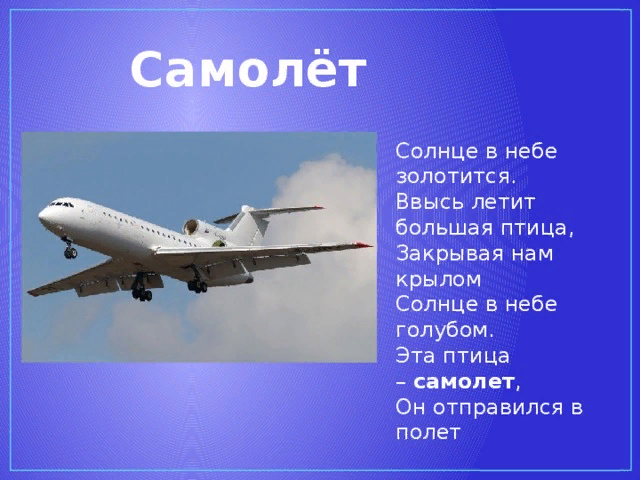 Самолёт
Солнце в небе
золотится.
Ввысь летит
большая птица,
Закрывая нам
крылом
Солнце в небе
голубом.
Эта птица
– самолет,
Он отправился в
полет